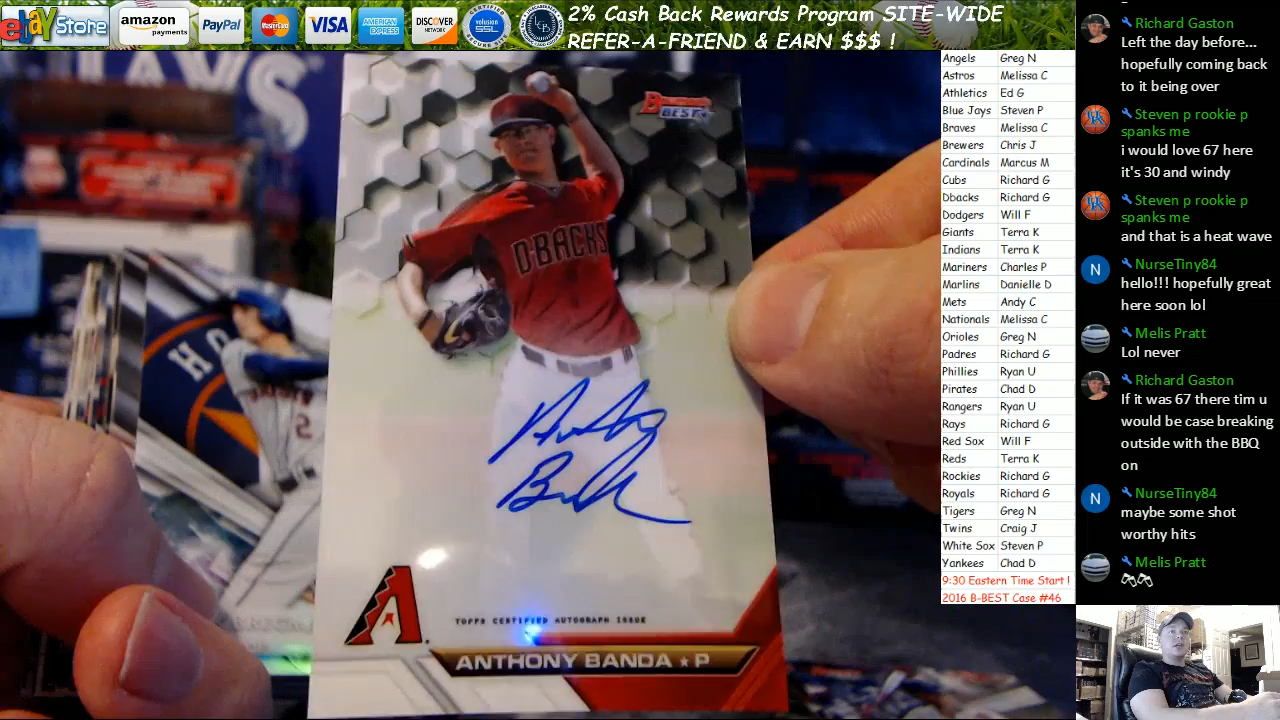 ebay Store
amazon
payments
PayPal
MasterCard
VISA
AMERICAN EXPRESS
DISCOVER
NETWORK
volusion
SSL
2% Cash Back Rewards Program SITE-WIDE
REFER-A-FRIEND & EARN $$$ !
Bowman
BEST
D-BACKS
Anthony
Banda
TOPPS CERTIFIED AUTOGRAPH ISSUE
ANTHONY BANDA ★ P
HO
2
Angels Greg N
Astros Melissa C
Athletics Ed G
Blue Jays Steven P
Braves Melissa C
Brewers Chris J
Cardinals Marcus M
Cubs Richard G
Dbacks Richard G
Dodgers Will F
Giants Terra K
Indians Terra K
Mariners Charles P
Marlins Danielle D
Mets Andy C
Nationals Melissa C
Orioles Greg N
Padres Richard G
Phillies Ryan U
Pirates Chad D
Rangers Ryan U
Rays Richard G
Red Sox Will F
Reds Terra K
Rockies Richard G
Royals Richard G
Tigers Greg N
Twins Craig J
White Sox Steven P
Yankees Chad D
9:30 Eastern Time Start !
2016 B-BEST Case #46
Richard Gaston
Left the day before...
hopefully coming back
to it being over
Steven p rookie p
spanks me
i would love 67 here
it's 30 and windy
Steven p rookie p
spanks me
and that is a heat wave
NurseTiny84
hello!!! hopefully great
here soon lol
Melis Pratt
Lol never
Richard Gaston
If it was 67 there tim u
would be case breaking
outside with the BBQ
on
NurseTiny84
maybe some shot
worthy hits
Melis Pratt